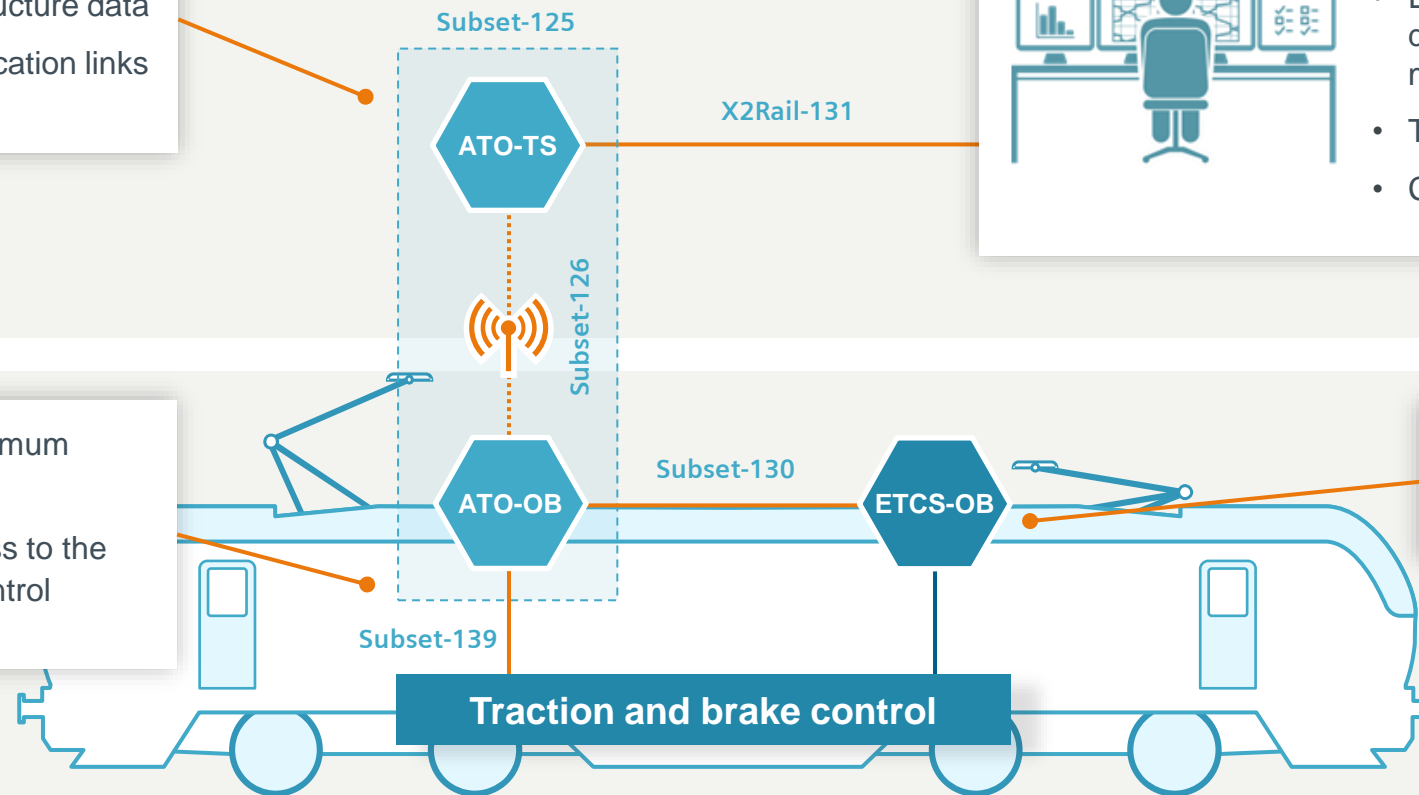 ucture data
cation links
Subset-125
ATO-TS
X2Rail-131
Subset-126
mum
ss to the
ntrol
ATO-OB
Subset-130
ETCS-OB
Subset-139
Traction and brake control